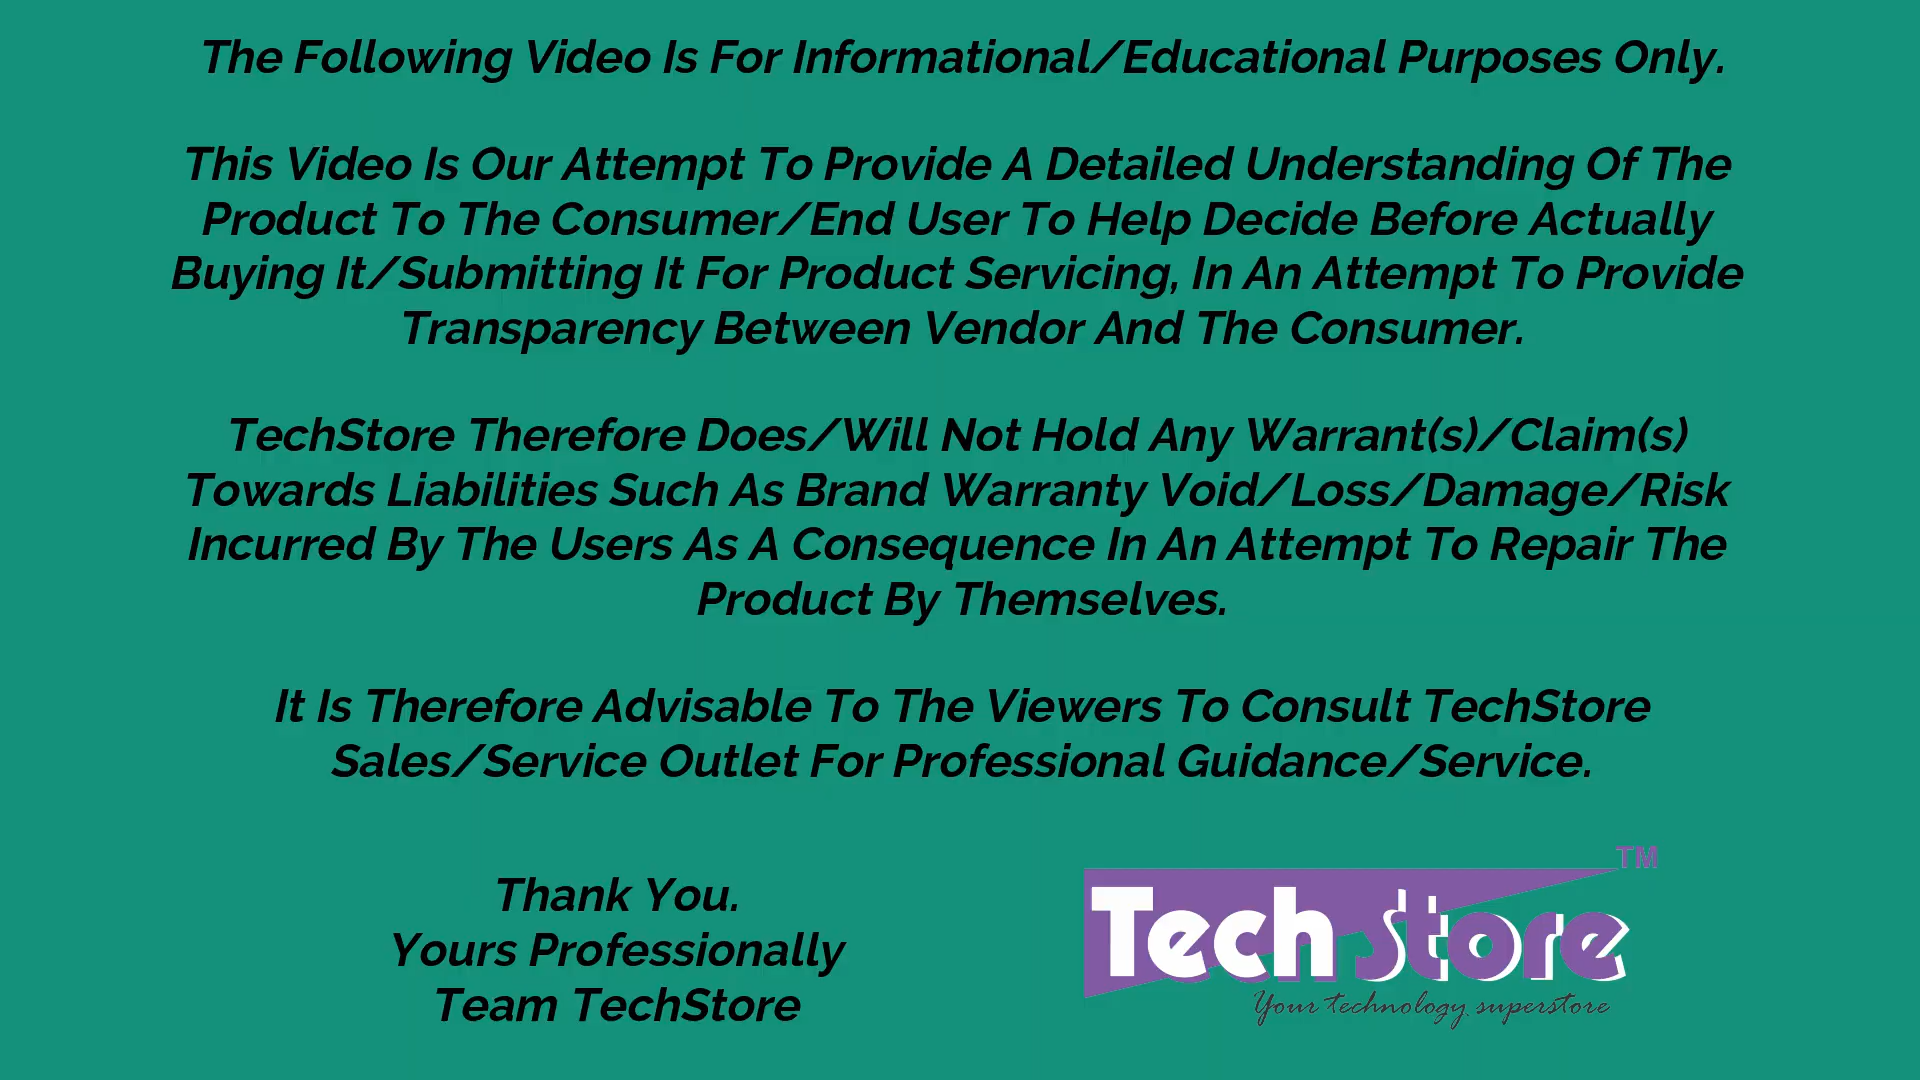 The Following Video Is For Informational/Educational Purposes Only.
This Video Is Our Attempt To Provide A Detailed Understanding Of The
Product To The Consumer/End User To Help Decide Before Actually
Buying It/Submitting It For Product Servicing, In An Attempt To Provide
Transparency Between Vendor And The Consumer.
TechStore Therefore Does/Will Not Hold Any Warrant(s)/Claim(s)
Towards Liabilities Such As Brand Warranty Void/Loss/Damage/Risk
Incurred By The Users As A Consequence In An Attempt To Repair The
Product By Themselves.
It Is Therefore Advisable To The Viewers To Consult TechStore
Sales/Service Outlet For Professional Guidance/Service.
Thank You.
Yours Professionally
Team TechStore
Tech Store TM
Your technology superstore